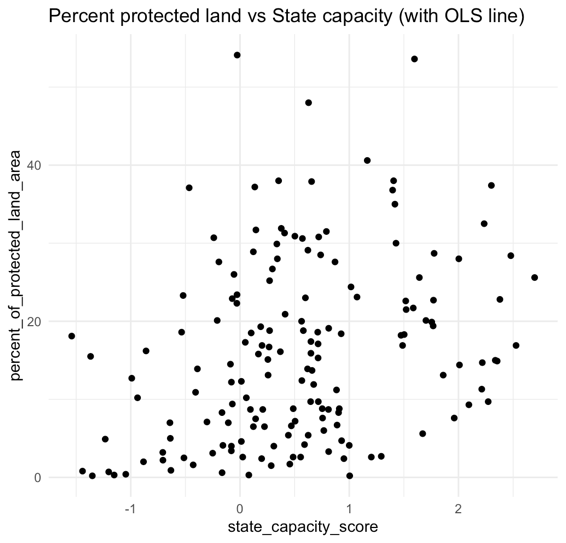 Percent protected land vs State capacity (with OLS line)
percent_of_protected_land_area
40
20
0
-1
0
1
2
state_capacity_score